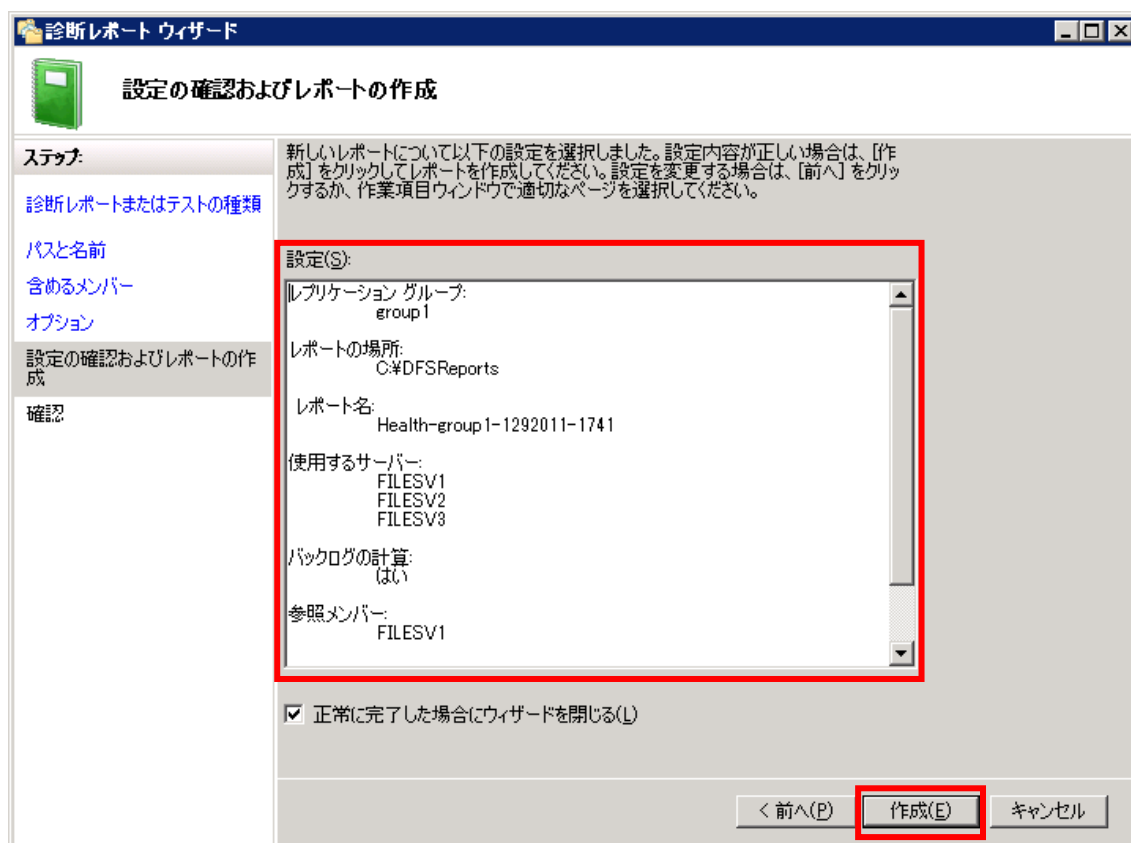 診断レポート ウィザード
設定の確認およびレポートの作成
ステップ:
診断レポートまたはテストの種類
パスと名前
含めるメンバー
オプション
設定の確認およびレポートの作
成
確認
新しいレポートについて以下の設定を選択しました。設定内容が正しい場合は、[作
成] をクリックしてレポートを作成してください。設定を変更する場合は、[前へ] をクリッ
クするか、作業項目ウィンドウで適切なページを選択してください。
設定(S):
レプリケーション グループ:
group1
レポートの場所:
C:¥DFSReports
レポート名:
Health-group1-1292011-1741
使用するサーバー:
FILESV1
FILESV2
FILESV3
バックログの計算:
はい
参照メンバー:
FILESV1
正常に完了した場合にウィザードを閉じる(L)
< 前へ(P)
作成(E)
キャンセル